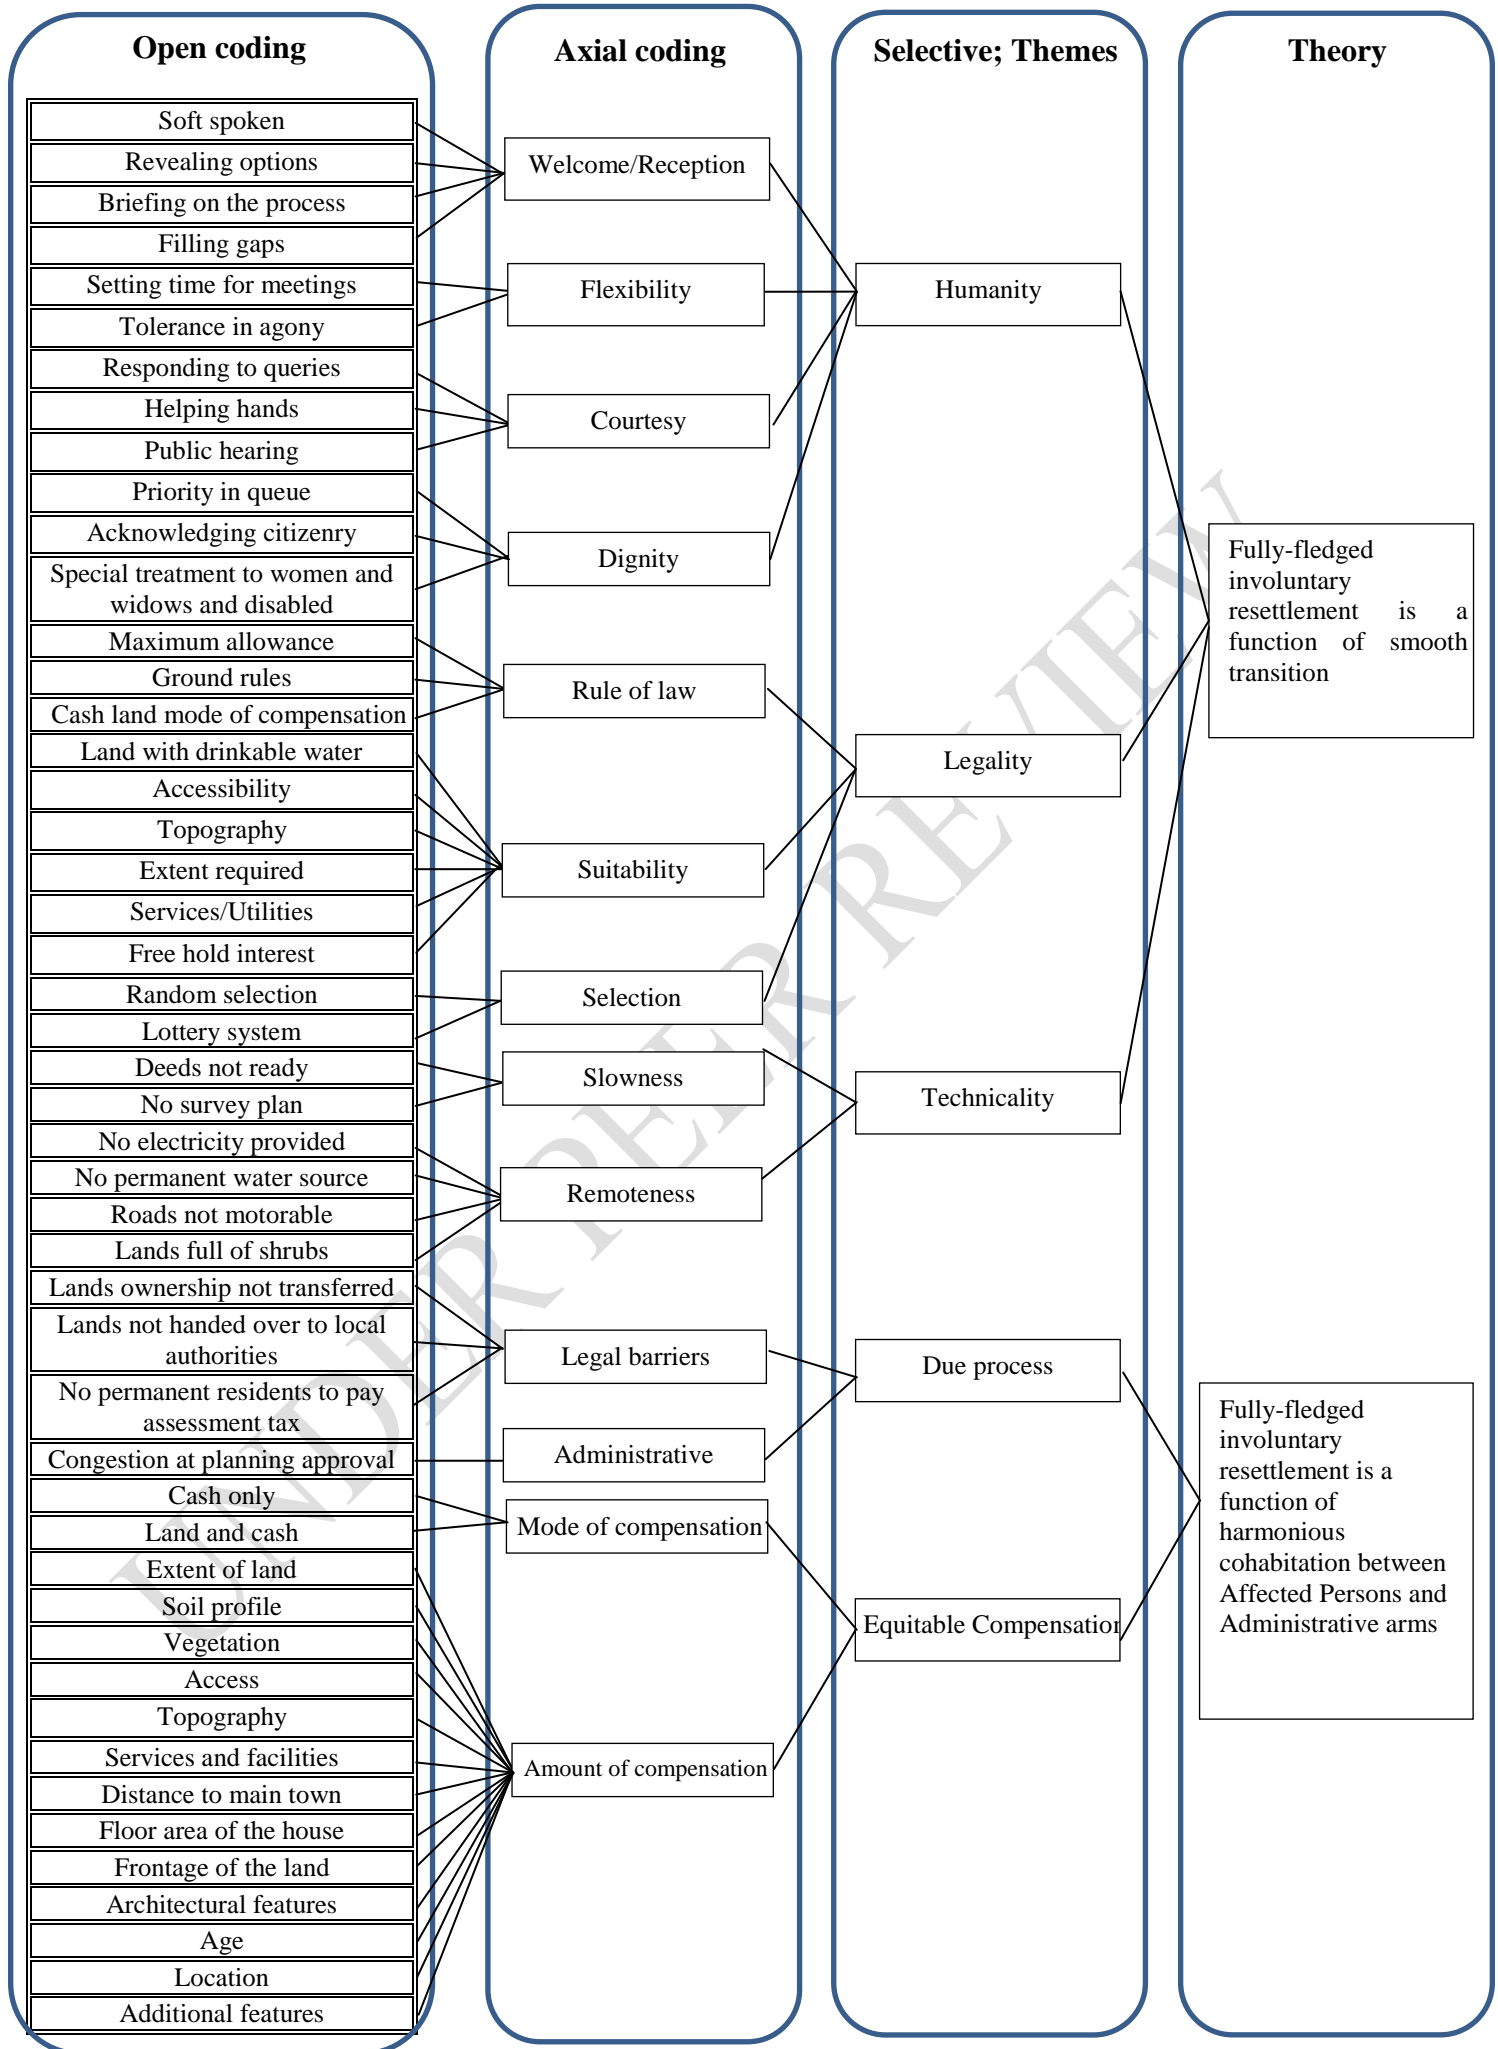 Open coding
Soft spoken
Revealing options
Briefing on the process
Filling gaps
Setting time for meetings
Tolerance in agony
Responding to queries
Helping hands
Public hearing
Priority in queue
Acknowledging citizenry
Special treatment to women and
widows and disabled
Maximum allowance
Ground rules
Cash land mode of compensation
Land with drinkable water
Accessibility
Topography
Extent required
Services/Utilities
Free hold interest
Random selection
Lottery system
Deeds not ready
No survey plan
No electricity provided
No permanent water source
Roads not motorable
Lands full of shrubs
Lands ownership not transferred
Lands not handed over to local
authorities
No permanent residents to pay
assessment tax
Congestion at planning approval
Cash only
Land and cash
Extent of land
Soil profile
Vegetation
Access
Topography
Services and facilities
Distance to main town
Floor area of the house
Frontage of the land
Architectural features
Age
Location
Additional features
Axial coding
Welcome/Reception
Flexibility
Courtesy
Dignity
Rule of law
Suitability
Selection
Slowness
Remoteness
Legal barriers
Administrative
Mode of compensation
Amount of compensation
Selective; Themes
Humanity
Legality
Technicality
Due process
Equitable Compensation
Theory
Fully-fledged
involuntary
resettlement is a
function of smooth
transition
Fully-fledged
involuntary
resettlement is a
function of
harmonious
cohabitation between
Affected Persons and
Administrative arms
UNDER PEER REVIEW